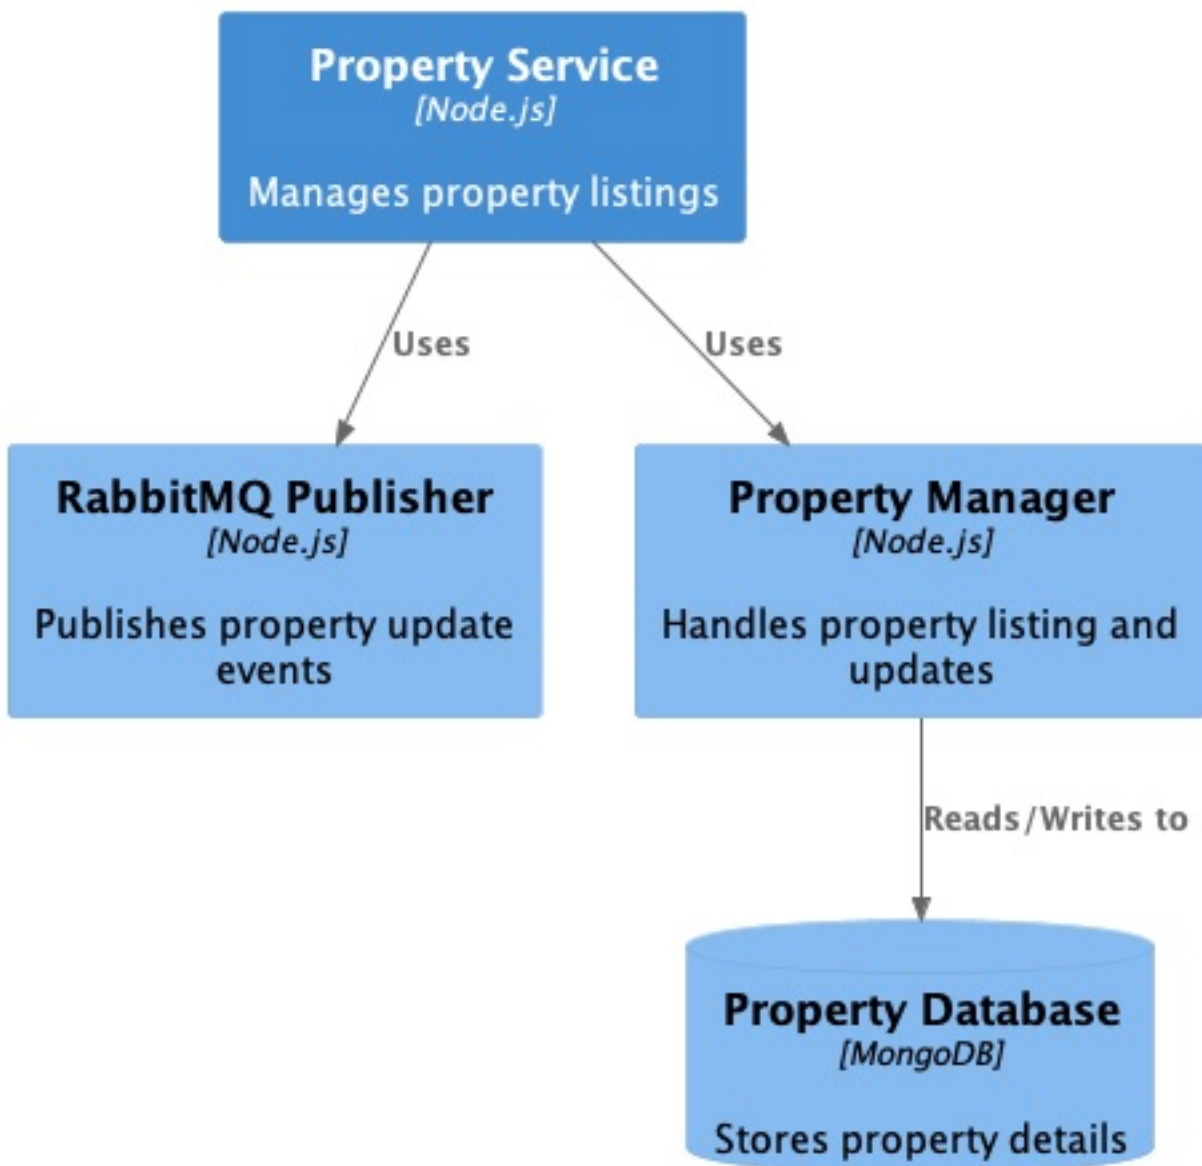 Property Service
[Node.js]
Manages property listings
Uses
Uses
RabbitMQ Publisher
[Node.js]
Publishes property update
events
Property Manager
[Node.js]
Handles property listing and
updates
Reads/Writes to
Property Database
[MongoDB]
Stores property details